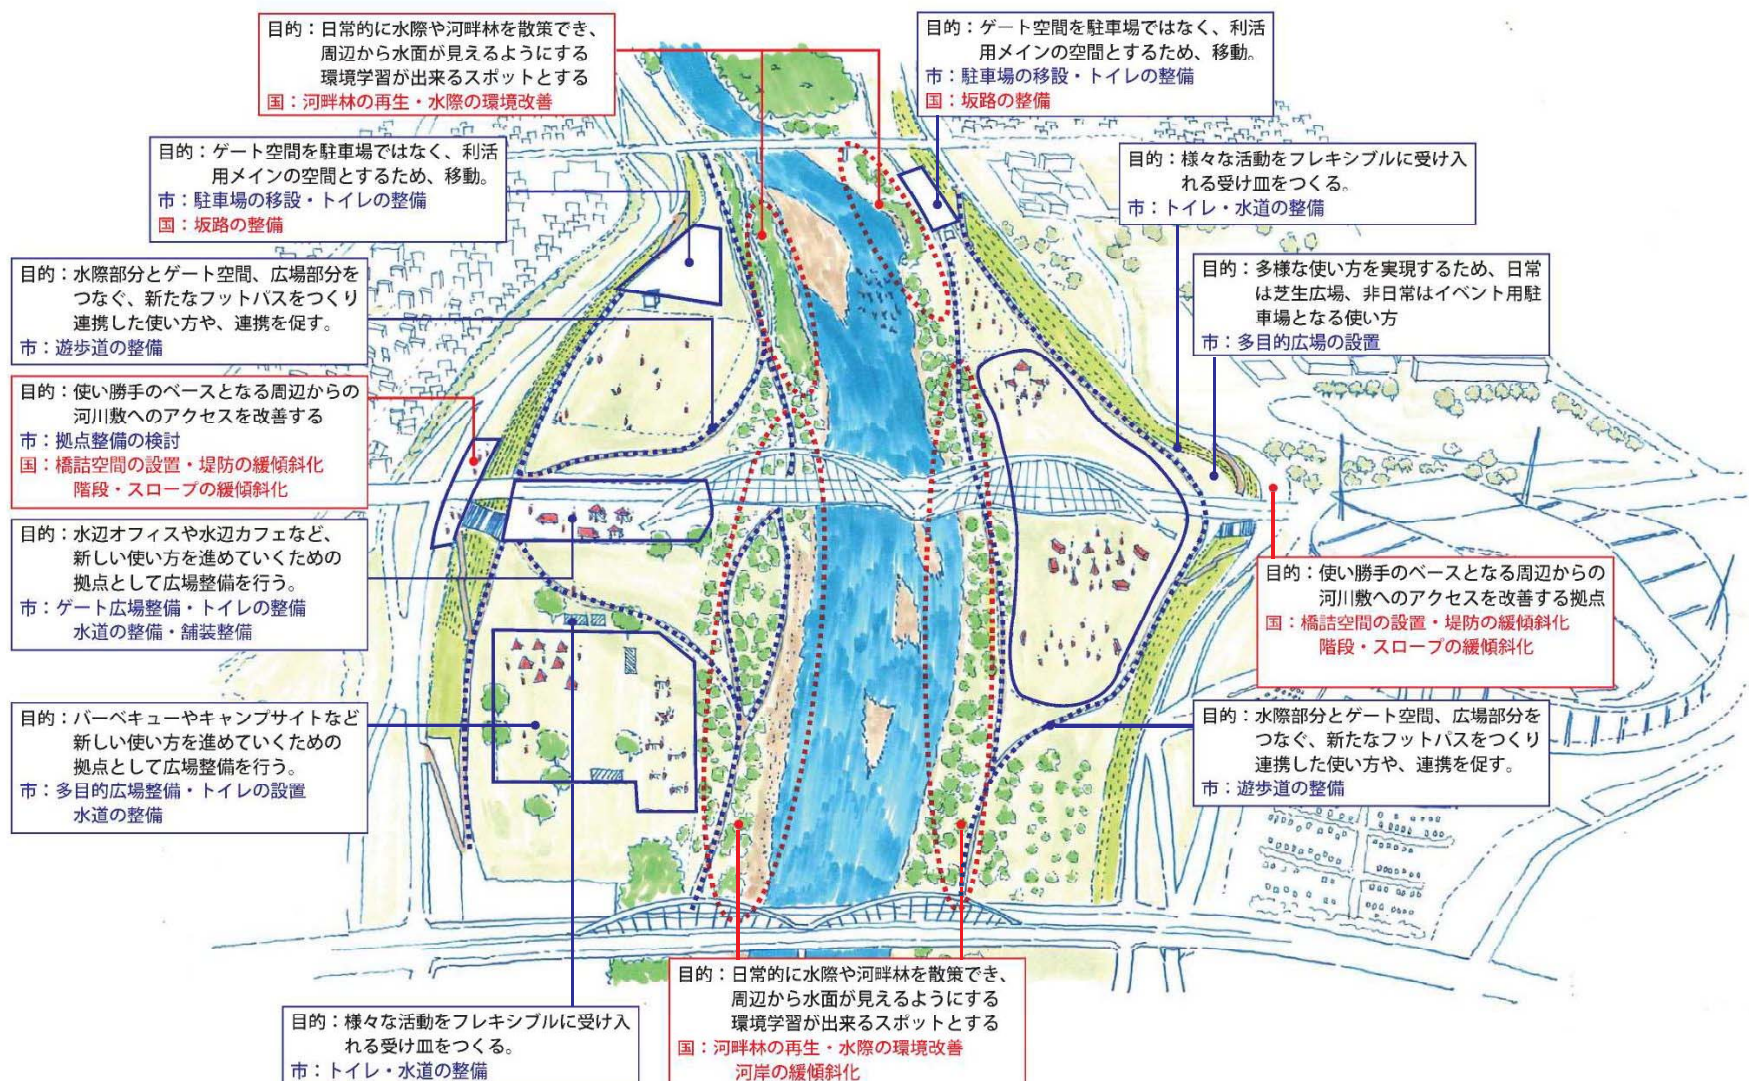 目的：日常的に水際や河畔林を散策でき、
周辺から水面が見えるようにする
環境学習が出来るスポットとする
国：河畔林の再生・水際の環境改善
目的：ゲート空間を駐車場ではなく、利活
用メインの空間とするため、移動。
市：駐車場の移設・トイレの整備
国：坂路の整備
目的：ゲート空間を駐車場ではなく、利活
用メインの空間とするため、移動。
市：駐車場の移設・トイレの整備
国：坂路の整備
目的：様々な活動をフレキシブルに受け入
れる受け皿をつくる。
市：トイレ・水道の整備
目的：水際部分とゲート空間、広場部分を
つなぐ、新たなフットパスをつくり
連携した使い方や、連携を促す。
市：遊歩道の整備
目的：多様な使い方を実現するため、日常
は芝生広場、非日常はイベント用駐
車場となる使い方
市：多目的広場の設置
目的：使い勝手のベースとなる周辺からの
河川敷へのアクセスを改善する
市：拠点整備の検討
国：橋詰空間の設置・堤防の緩傾斜化
階段・スロープの緩傾斜化
目的：水辺オフィスや水辺カフェなど、
新しい使い方を進めていくための
拠点として広場整備を行う。
市：ゲート広場整備・トイレの整備
水道の整備・舗装整備
目的：使い勝手のベースとなる周辺からの
河川敷へのアクセスを改善する拠点
国：橋詰空間の設置・堤防の緩傾斜化
階段・スロープの緩傾斜化
目的：バーベキューやキャンプサイトなど
新しい使い方を進めていくための
拠点として広場整備を行う。
市：多目的広場整備・トイレの設置
水道の整備
目的：水際部分とゲート空間、広場部分を
つなぐ、新たなフットパスをつくり
連携した使い方や、連携を促す。
市：遊歩道の整備
目的：様々な活動をフレキシブルに受け入
れる受け皿をつくる。
市：トイレ・水道の整備
目的：日常的に水際や河畔林を散策でき、
周辺から水面が見えるようにする
環境学習が出来るスポットとする
国：河畔林の再生・水際の環境改善
河岸の緩傾斜化